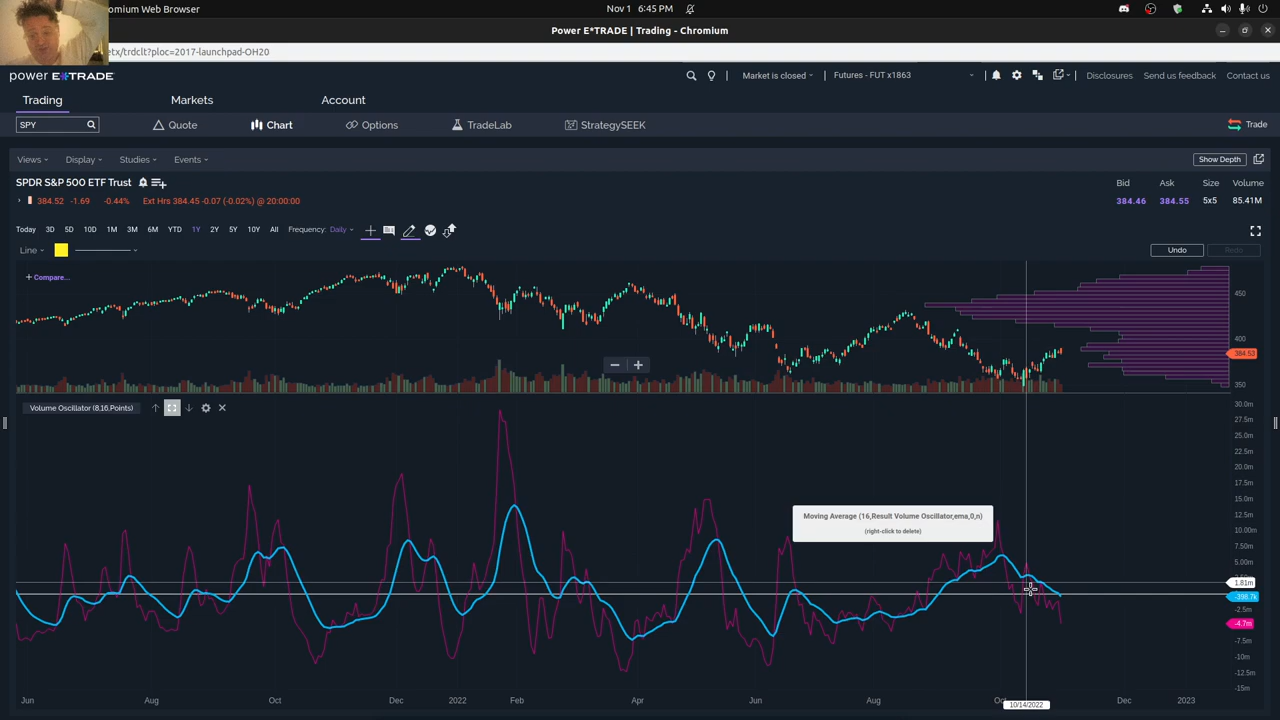 omium Web Browser
Nov 1 6:45 PM
Power E*TRADE | Trading - Chromium
etx/trdclt?ploc=2017-launchpad-OH20
power E*TRADE
Market is closed
Futures - FUT x1863
Disclosures
Send us feedback
Contact us
Trading
Markets
Account
SPY
Quote
Chart
Options
TradeLab
StrategySEEK
Trade
Views
Display
Studies
Events
Show Depth
SPDR S&P 500 ETF Trust
Bid
Ask
Size
Volume
384.52 -1.69 -0.44% Ext Hrs 384.45 -0.07 (-0.02%) @ 20:00:00
384.46
384.55
5x5
85.41M
Today 3D 5D 10D 1M 3M 6M YTD 1Y 2Y 5Y 10Y All Frequency: Daily
Line
Undo
Redo
+ Compare...
450
400
384.53
350
Volume Oscillator (8,16,Points)
30.0m
27.5m
25.0m
22.5m
20.0m
17.5m
15.0m
12.5m
10.00m
7.50m
5.00m
1.81m
-398.7k
-2.5m
-4.7m
-7.5m
-10m
-12.5m
-15m
Moving Average (16,Result Volume Oscillator,ema,0,n)
(right-click to delete)
Jun
Aug
Oct
Dec
2022
Feb
Apr
Jun
Aug
Oct
Dec
2023
10/14/2022